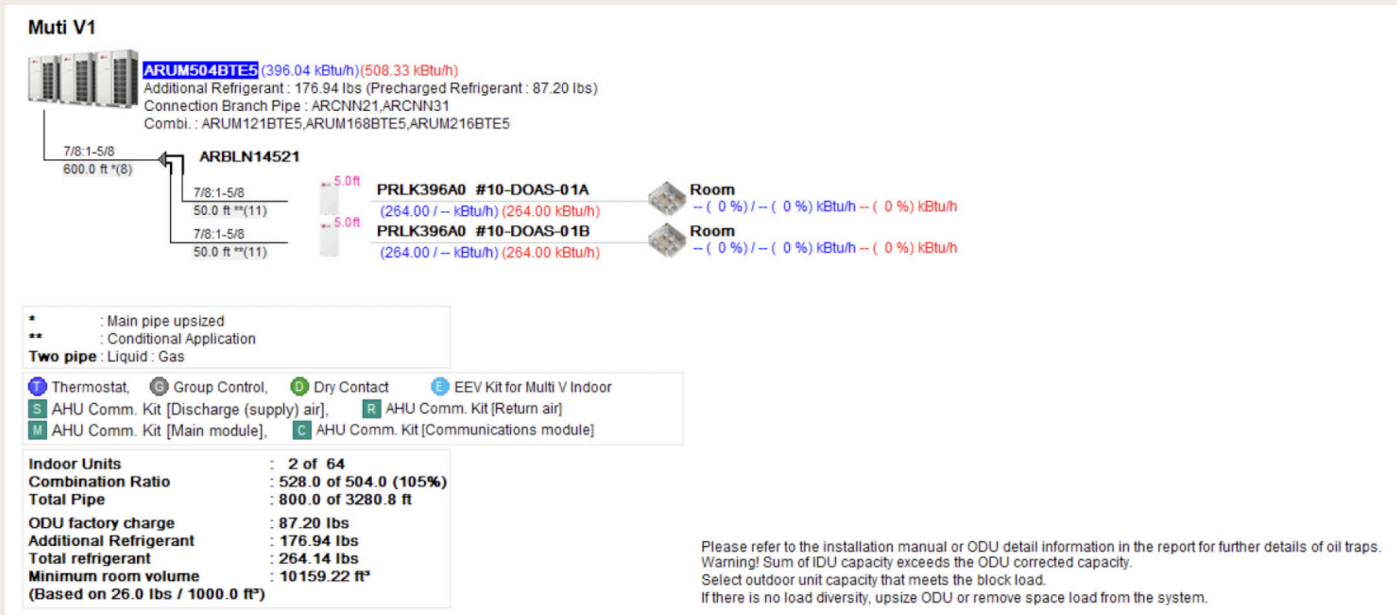 Muti V1
ARUM504BTE5 (396.04 kBtu/h)(508.33 kBtu/h)
Additional Refrigerant : 176.94 lbs (Precharged Refrigerant : 87.20 lbs)
Connection Branch Pipe : ARCNN21,ARCNN31
Combi. : ARUM121BTE5,ARUM168BTE5,ARUM216BTE5
7/8:1-5/8
600.0 ft *(8)
ARBLN14521
7/8:1-5/8
50.0 ft **(11)
5.0ft
PRLK396A0 #10-DOAS-01A
(264.00 / -- kBtu/h) (264.00 kBtu/h)
Room
-- ( 0 %) / -- ( 0 %) kBtu/h -- ( 0 %) kBtu/h
7/8:1-5/8
50.0 ft **(11)
5.0ft
PRLK396A0 #10-DOAS-01B
(264.00 / -- kBtu/h) (264.00 kBtu/h)
Room
-- ( 0 %) / -- ( 0 %) kBtu/h -- ( 0 %) kBtu/h
* : Main pipe upsized
** : Conditional Application
Two pipe : Liquid : Gas
T Thermostat, G Group Control, D Dry Contact E EEV Kit for Multi V Indoor
S AHU Comm. Kit [Discharge (supply) air], R AHU Comm. Kit [Return air]
M AHU Comm. Kit [Main module], C AHU Comm. Kit [Communications module]
Indoor Units : 2 of 64
Combination Ratio : 528.0 of 504.0 (105%)
Total Pipe : 800.0 of 3280.8 ft
ODU factory charge : 87.20 lbs
Additional Refrigerant : 176.94 lbs
Total refrigerant : 264.14 lbs
Minimum room volume : 10159.22 ft³
(Based on 26.0 lbs / 1000.0 ft³)
Please refer to the installation manual or ODU detail information in the report for further details of oil traps.
Warning! Sum of IDU capacity exceeds the ODU corrected capacity.
Select outdoor unit capacity that meets the block load.
If there is no load diversity, upsize ODU or remove space load from the system.